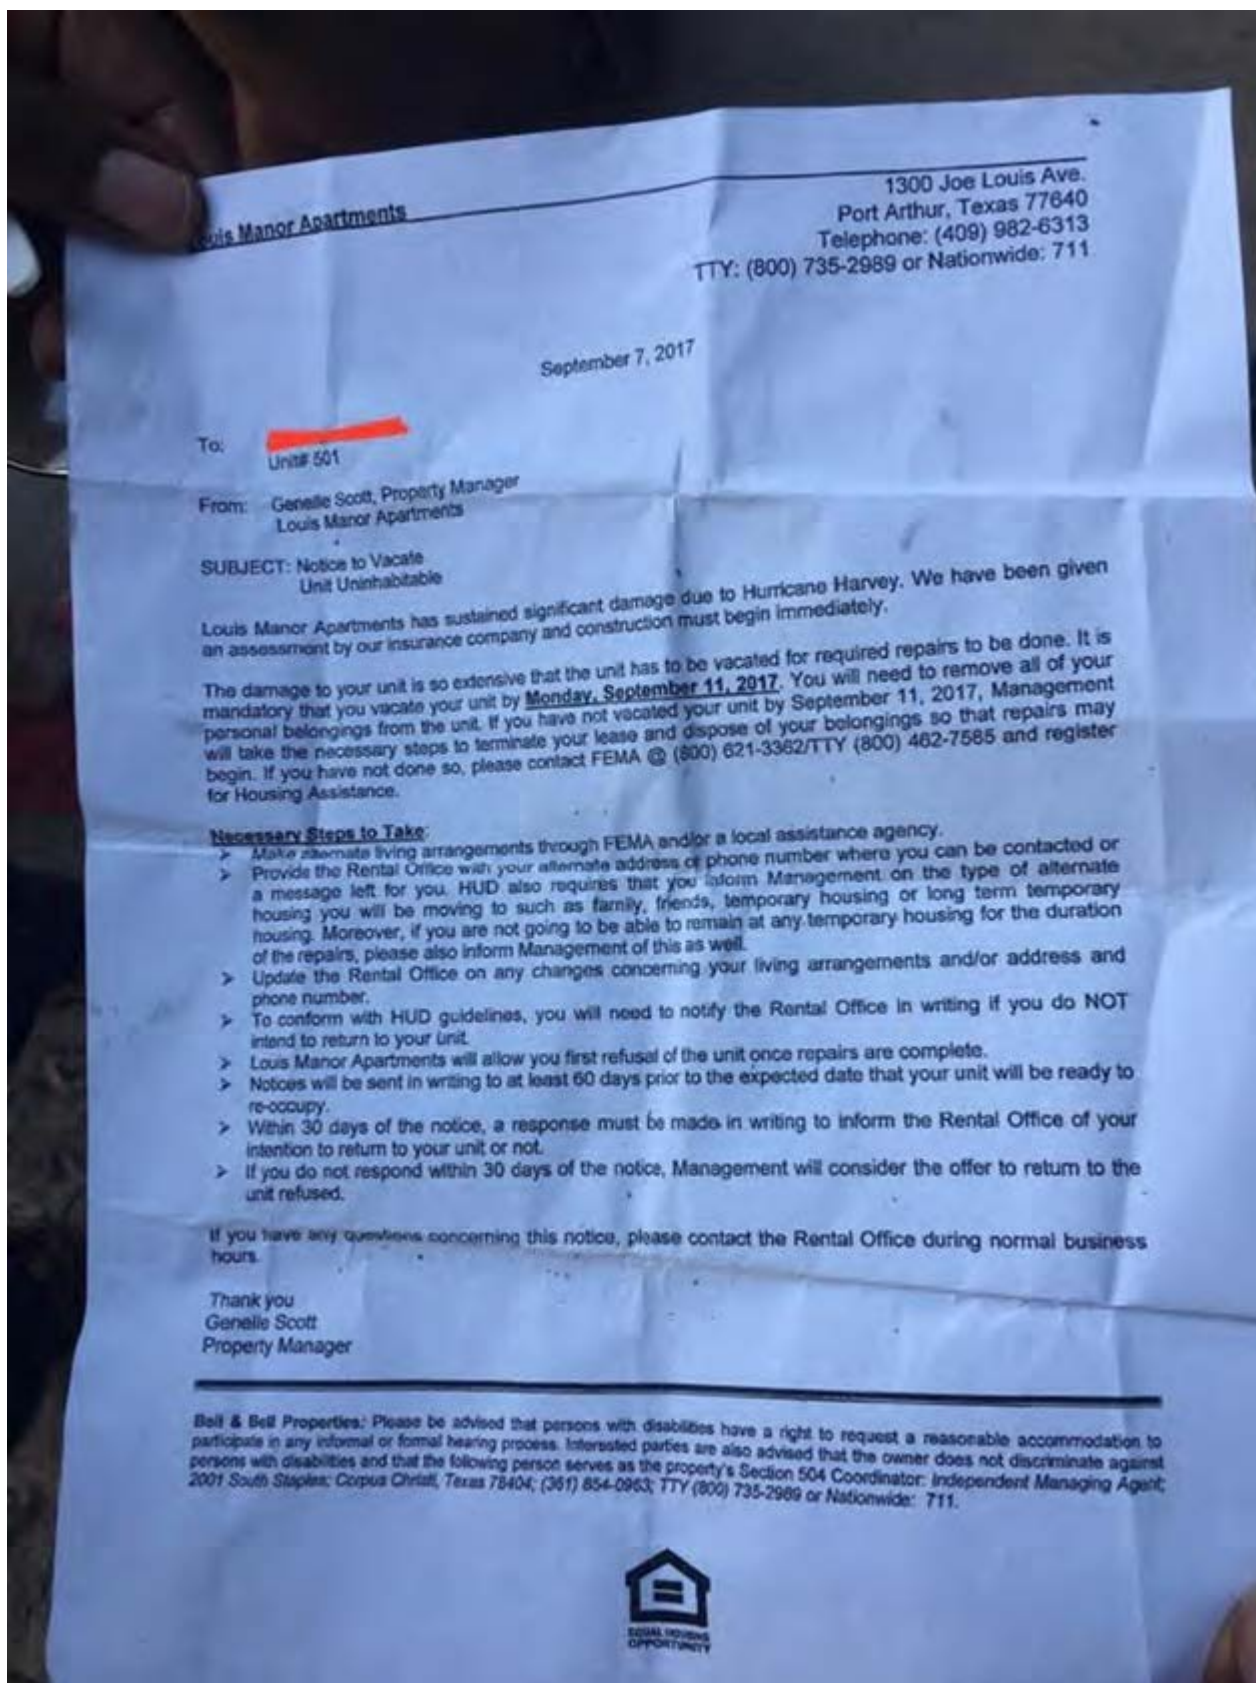 Louis Manor Apartments
1300 Joe Louis Ave.
Port Arthur, Texas 77640
Telephone: (409) 982-6313
TTY: (800) 735-2989 or Nationwide: 711
September 7, 2017
To:
Unit# 501
From: Genelle Scott, Property Manager
Louis Manor Apartments
SUBJECT: Notice to Vacate
Unit Uninhabitable
Louis Manor Apartments has sustained significant damage due to Hurricane Harvey. We have been given
an assessment by our insurance company and construction must begin immediately.
The damage to your unit is so extensive that the unit has to be vacated for required repairs to be done. It is
mandatory that you vacate your unit by Monday, September 11, 2017. You will need to remove all of your
personal belongings from the unit. If you have not vacated your unit by September 11, 2017, Management
will take the necessary steps to terminate your lease and dispose of your belongings so that repairs may
begin. If you have not done so, please contact FEMA @ (800) 621-3362/TTY (800) 462-7585 and register
for Housing Assistance.
Necessary Steps to Take:
➢ Make alternate living arrangements through FEMA and/or a local assistance agency.
➢ Provide the Rental Office with your alternate address or phone number where you can be contacted or
a message left for you. HUD also requires that you inform Management on the type of alternate
housing you will be moving to such as family, friends, temporary housing or long term temporary
housing. Moreover, if you are not going to be able to remain at any temporary housing for the duration
of the repairs, please also inform Management of this as well.
➢ Update the Rental Office on any changes concerning your living arrangements and/or address and
phone number.
➢ To conform with HUD guidelines, you will need to notify the Rental Office in writing if you do NOT
intend to return to your unit.
➢ Louis Manor Apartments will allow you first refusal of the unit once repairs are complete.
➢ Notices will be sent in writing to at least 60 days prior to the expected date that your unit will be ready to
re-occupy.
➢ Within 30 days of the notice, a response must be made in writing to inform the Rental Office of your
intention to return to your unit or not.
➢ If you do not respond within 30 days of the notice, Management will consider the offer to return to the
unit refused.
If you have any questions concerning this notice, please contact the Rental Office during normal business
hours.
Thank you
Genelle Scott
Property Manager
Bell & Bell Properties: Please be advised that persons with disabilities have a right to request a reasonable accommodation to
participate in any informal or formal hearing process. Interested parties are also advised that the owner does not discriminate against
persons with disabilities and that the following person serves as the property's Section 504 Coordinator: Independent Managing Agent;
2001 South Staples; Corpus Christi, Texas 78404; (361) 854-0963; TTY (800) 735-2989 or Nationwide: 711.
EQUAL HOUSING
OPPORTUNITY